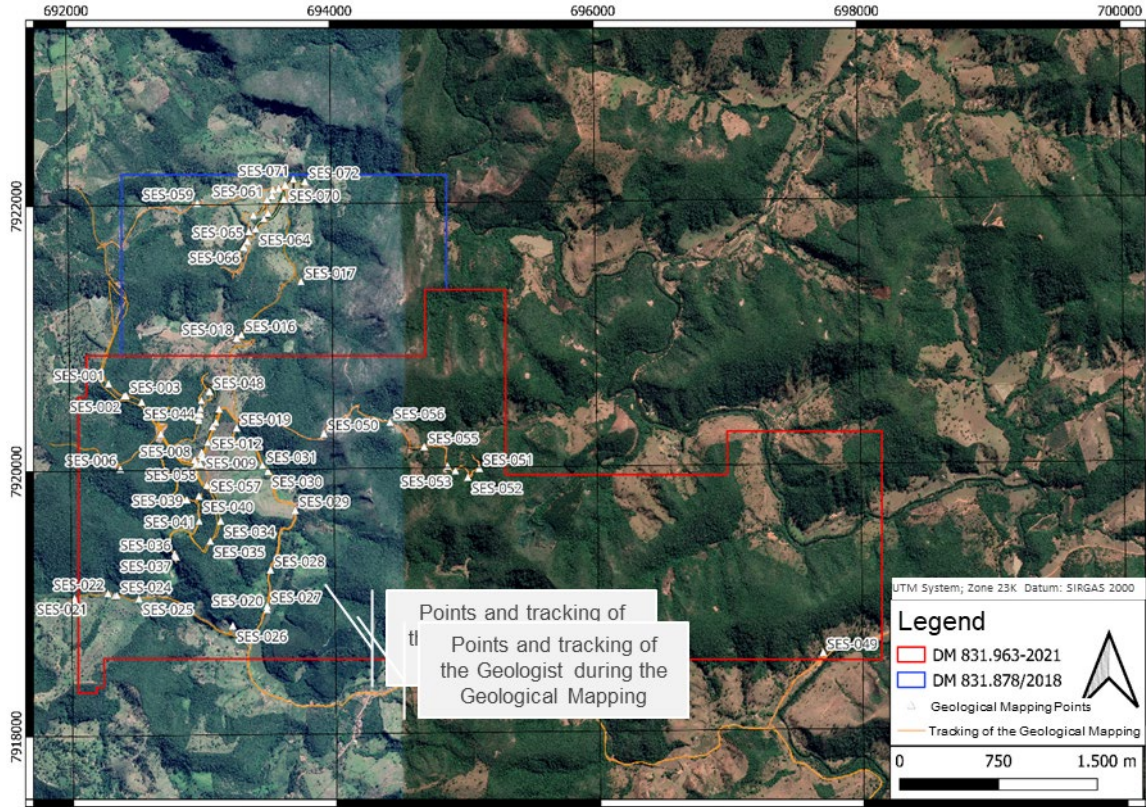 692000
694000
696000
698000
700000
7922000
7920000
7918000
SES-071
SES-072
SES-061
SES-059
SES-070
SES-065
SES-064
SES-066
SES-017
SES-018
SES-016
SES-001
SES-003
SES-048
SES-002
SES-044
SES-019
SES-056
SES-050
SES-012
SES-008
SES-055
SES-006
SES-009
SES-031
SES-051
SES-058
SES-053
SES-057
SES-030
SES-052
SES-039
SES-029
SES-040
SES-041
SES-034
SES-036
SES-035
SES-037
SES-028
SES-022
SES-024
SES-027
SES-021
SES-025
SES-020
SES-026
SES-049
Points and tracking of
th
Points and tracking of
the Geologist during the
Geological Mapping
UTM System; Zone 23K Datum: SIRGAS 2000
Legend
DM 831.963-2021
DM 831.878/2018
Geological Mapping Points
Tracking of the Geological Mapping
0 750 1.500 m